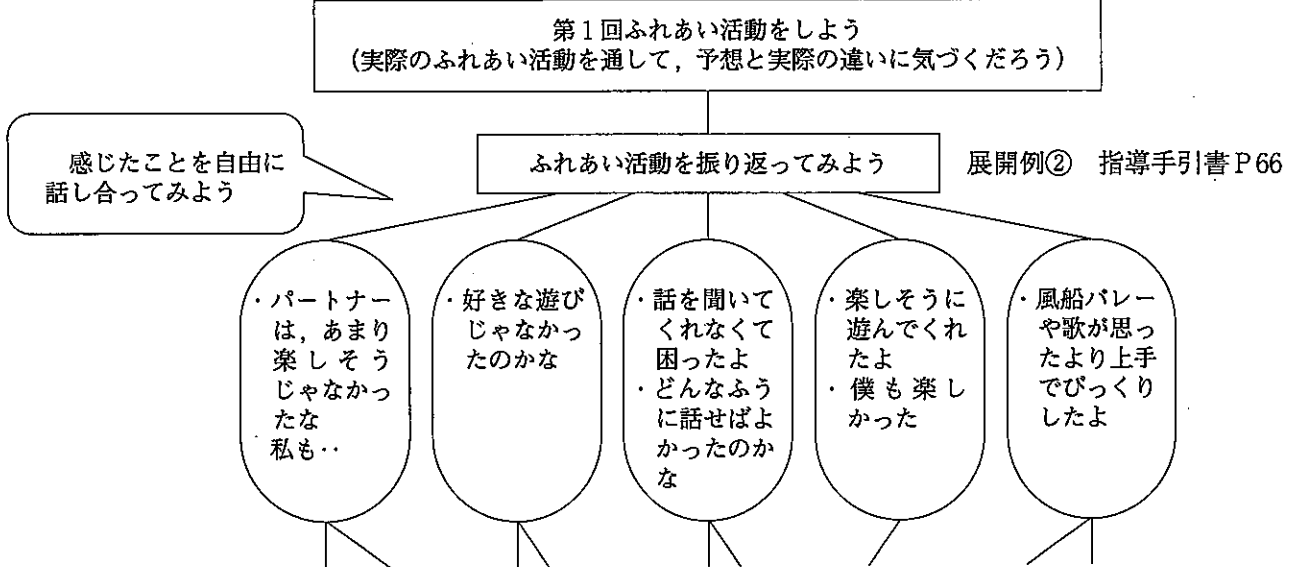 第1回ふれあい活動をしよう
(実際のふれあい活動を通して，予想と実際の違いに気づくだろう)
感じたことを自由に
話し合ってみよう
ふれあい活動を振り返ってみよう
展開例② 指導手引書P66
・パートナー
は，あまり
楽しそう
じゃなかっ
たな
私も‥
・好きな遊び
じゃなかっ
たのかな
・話を聞いて
くれなくて
困ったよ
・どんなふう
に話せばよ
かったのか
な
・楽しそうに
遊んでくれ
たよ
・僕も楽し
かった
・風船バレー
や歌が思っ
たより上手
でびっくり
したよ